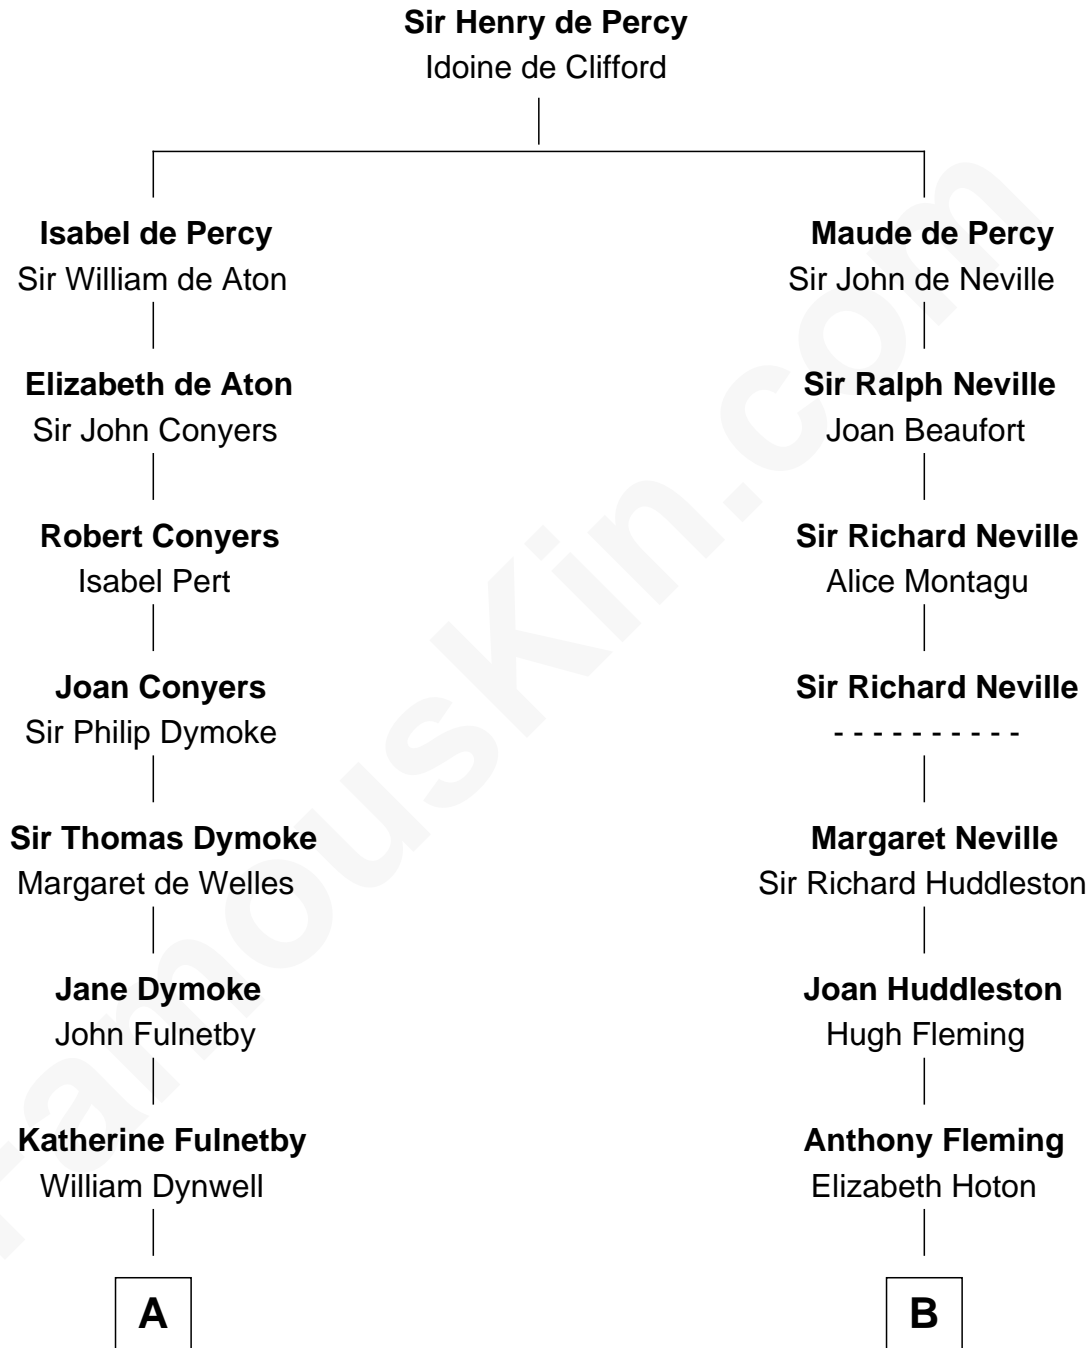 Sir Henry de Percy
Idoine de Clifford
Isabel de Percy
Sir William de Aton
Maude de Percy
Sir John de Neville
Elizabeth de Aton
Sir John Conyers
Sir Ralph Neville
Joan Beaufort
Robert Conyers
Isabel Pert
Sir Richard Neville
Alice Montagu
Joan Conyers
Sir Philip Dymoke
Sir Richard Neville
- - - - - - - - - -
Sir Thomas Dymoke
Margaret de Welles
Margaret Neville
Sir Richard Huddleston
Jane Dymoke
John Fulnetby
Joan Huddleston
Hugh Fleming
Katherine Fulnetby
William Dynwell
Anthony Fleming
Elizabeth Hoton
A
B
FamousKin.com